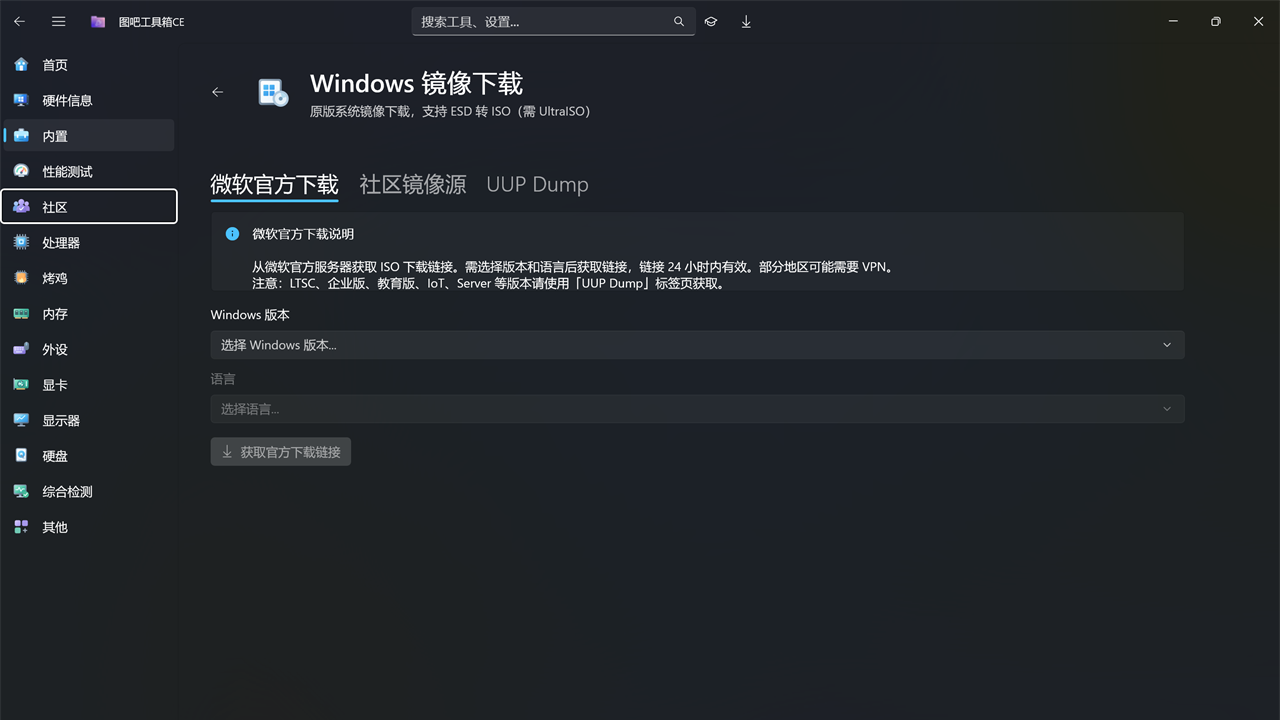 图吧工具箱CE
搜索工具、设置...
首页
硬件信息
内置
性能测试
社区
处理器
烤鸡
内存
外设
显卡
显示器
硬盘
综合检测
其他
Windows 镜像下载
原版系统镜像下载，支持 ESD 转 ISO（需 UltraISO）
微软官方下载 社区镜像源 UUP Dump
微软官方下载说明
从微软官方服务器获取 ISO 下载链接。需选择版本和语言后获取链接，链接 24 小时内有效。部分地区可能需要 VPN。
注意：LTSC、企业版、教育版、IoT、Server 等版本请使用「UUP Dump」标签页获取。
Windows 版本
选择 Windows 版本...
语言
选择语言...
获取官方下载链接